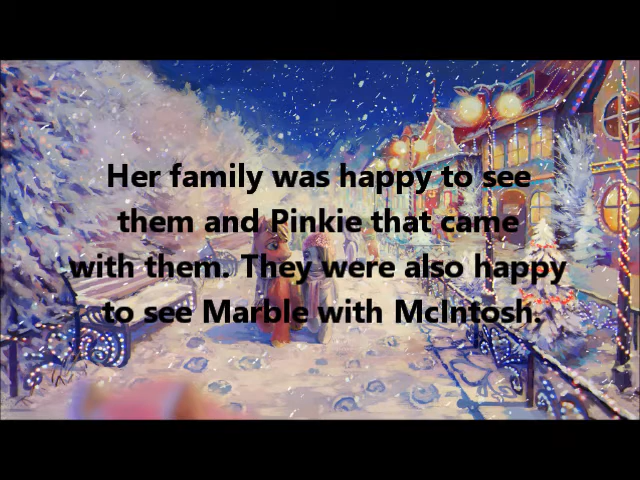 Her family was happy to see
them and Pinkie that came
with them. They were also happy
to see Marble with McIntosh.